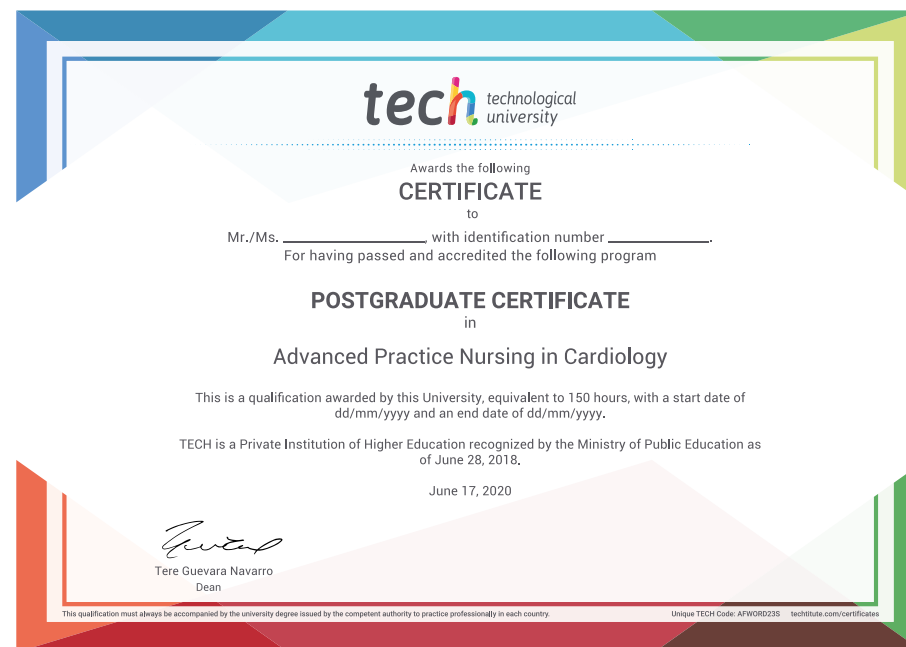 tech technological
university
Awards the following
CERTIFICATE
to
Mr./Ms. ____________________, with identification number ______________.
For having passed and accredited the following program
POSTGRADUATE CERTIFICATE
in
Advanced Practice Nursing in Cardiology
This is a qualification awarded by this University, equivalent to 150 hours, with a start date of
dd/mm/yyyy and an end date of dd/mm/yyyy.
TECH is a Private Institution of Higher Education recognized by the Ministry of Public Education as
of June 28, 2018.
June 17, 2020
Tere Guevara Navarro
Dean
This qualification must always be accompanied by the university degree issued by the competent authority to practice professionally in each country. Unique TECH Code: AFWORD23S techtitute.com/certificates